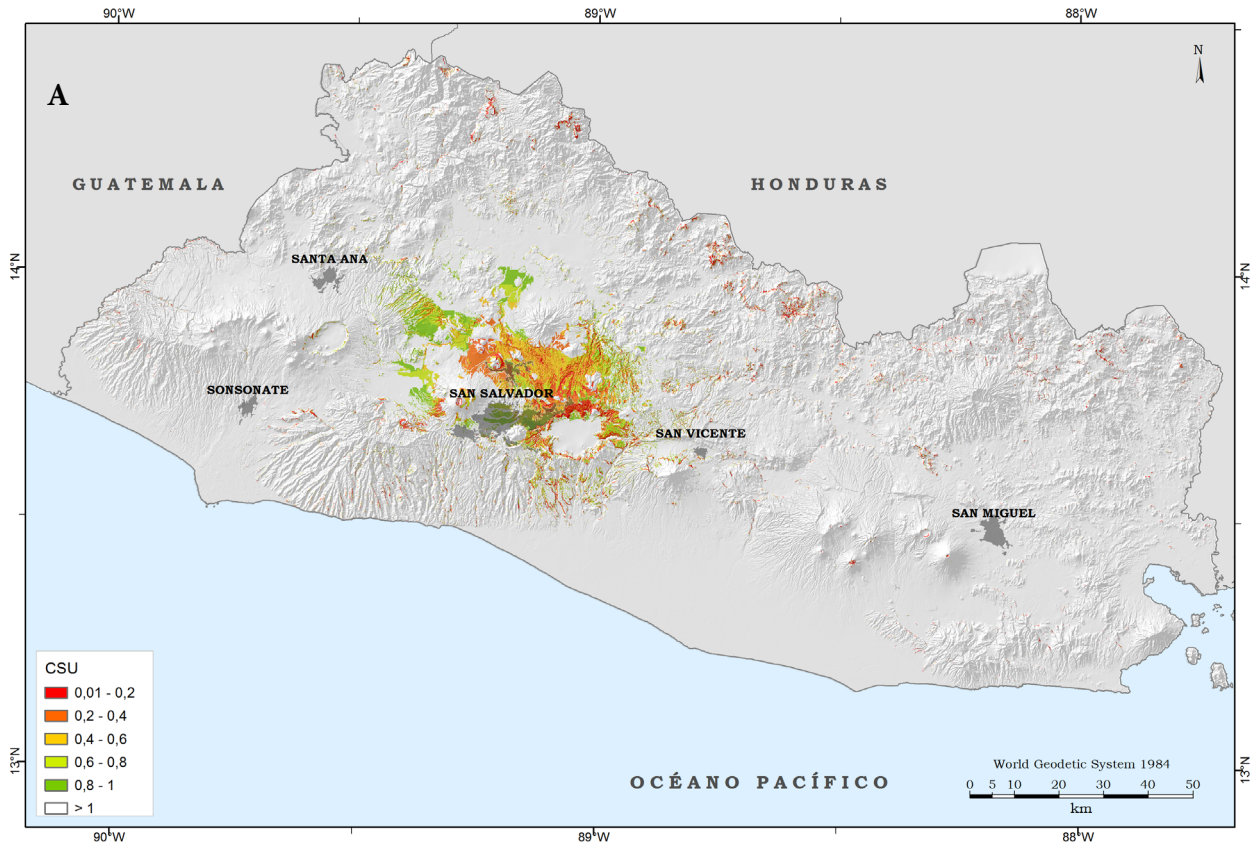 90°W 89°W 88°W
N
A
GUATEMALA
HONDURAS
SANTA ANA
14°N
14°N
SONSONATE
SAN SALVADOR
SAN VICENTE
SAN MIGUEL
CSU
0,01 - 0,2
0,2 - 0,4
0,4 - 0,6
0,6 - 0,8
0,8 - 1
> 1
13°N
13°N
World Geodetic System 1984
0 5 10 20 30 40 50
km
OCÉANO PACÍFICO
90°W 89°W 88°W